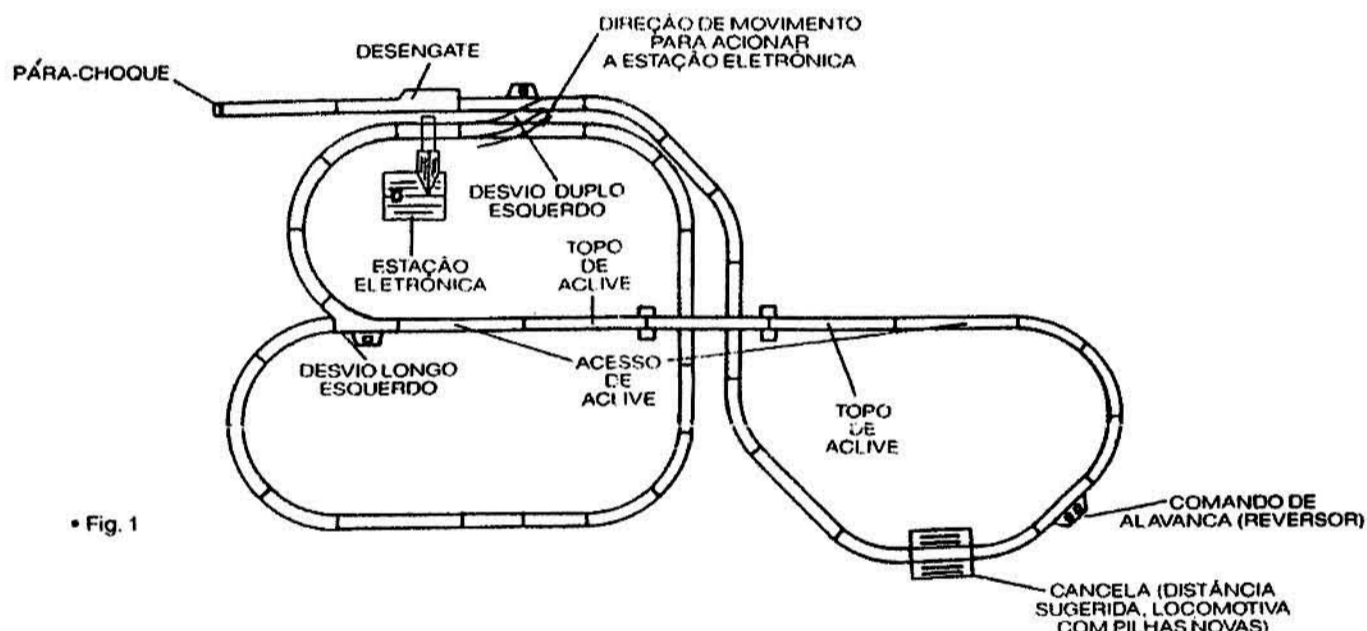 DIREÇÃO DE MOVIMENTO
PARA ACIONAR
A ESTAÇÃO ELETRÔNICA
DESENGATE
PÁRA-CHOQUE
DESVIO DUPLO
ESQUERDO
ESTAÇÃO
ELETRÔNICA
TOPO
DE
ACLIVE
DESVIO LONGO
ESQUERDO
ACESSO
DE
ACLIVE
TOPO
DE
ACLIVE
COMANDO DE
ALAVANCA (REVERSOR)
• Fig. 1
CANCELA (DISTÂNCIA
SUGERIDA, LOCOMOTIVA
COM PILHAS NOVAS)